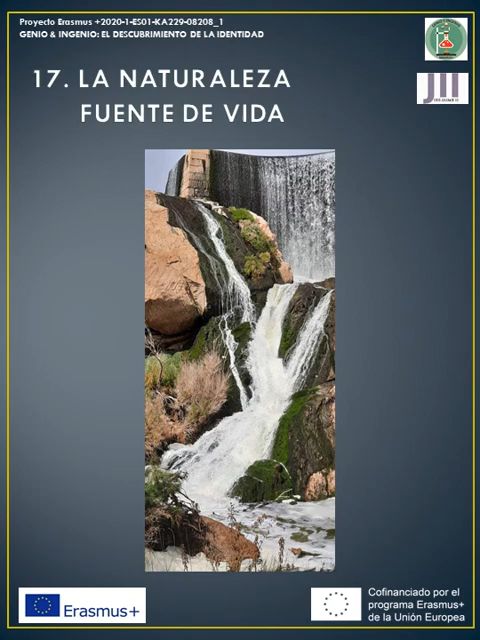 Proyecto Erasmus +2020-1-ES01-KA229-08208_1
GENIO & INGENIO: EL DESCUBRIMIENTO DE LA IDENTIDAD
17. LA NATURALEZA
FUENTE DE VIDA
Erasmus+
Cofinanciado por el
programa Erasmus+
de la Unión Europea